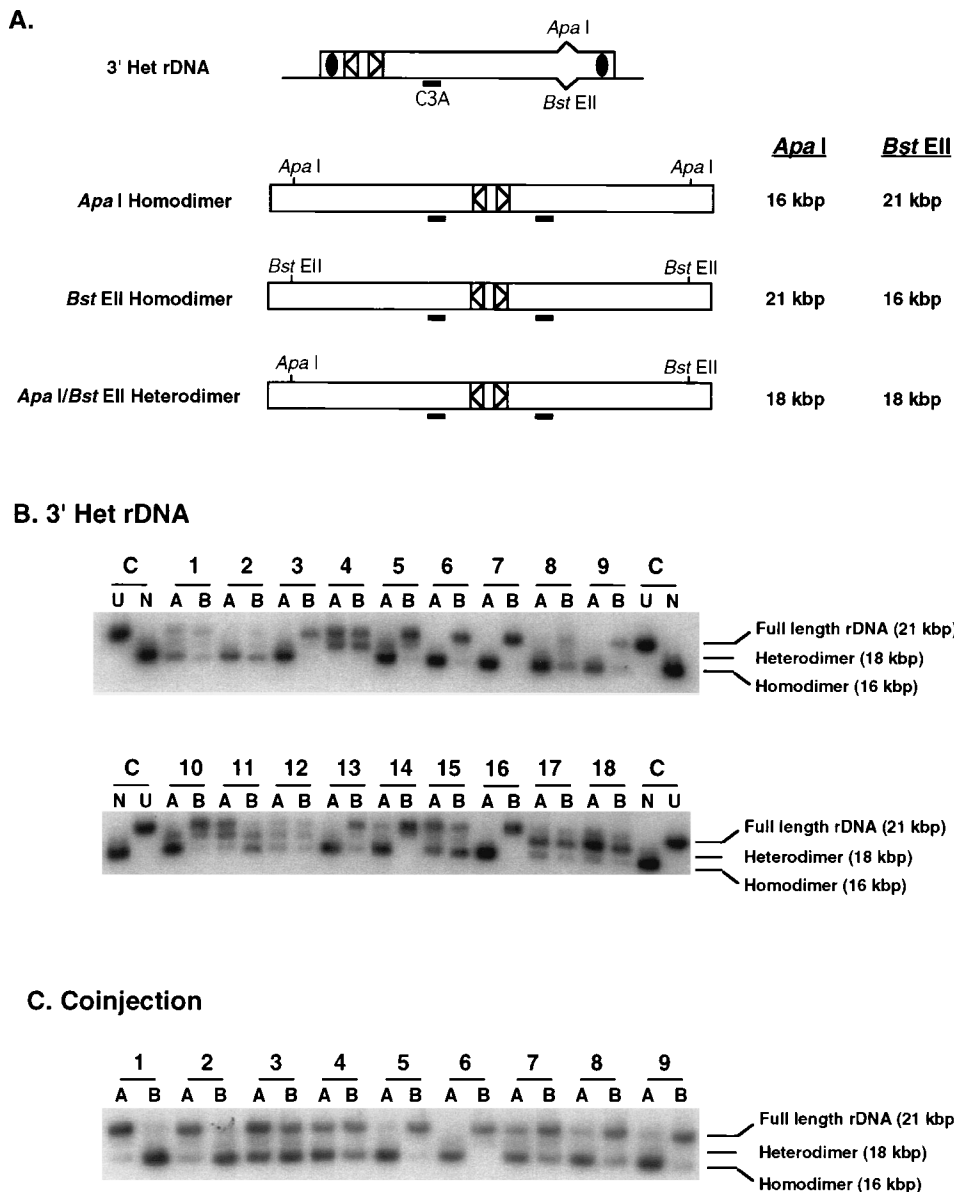 A.
Apa I
3' Het rDNA
C3A
Bst EII
Apa I Bst EII
Apa I Apa I
Apa I Homodimer 16 kbp 21 kbp
Bst EII Bst EII
Bst EII Homodimer 21 kbp 16 kbp
Apa I Bst EII
Apa I/Bst EII Heterodimer 18 kbp 18 kbp
B. 3' Het rDNA
C 1 2 3 4 5 6 7 8 9 C
U N A B A B A B A B A B A B A B A B A B U N
Full length rDNA (21 kbp)
Heterodimer (18 kbp)
Homodimer (16 kbp)
C 10 11 12 13 14 15 16 17 18 C
N U A B A B A B A B A B A B A B A B A B N U
Full length rDNA (21 kbp)
Heterodimer (18 kbp)
Homodimer (16 kbp)
C. Coinjection
1 2 3 4 5 6 7 8 9
A B A B A B A B A B A B A B A B A B
Full length rDNA (21 kbp
Heterodimer (18 kbp)
Homodimer (16 kbp)